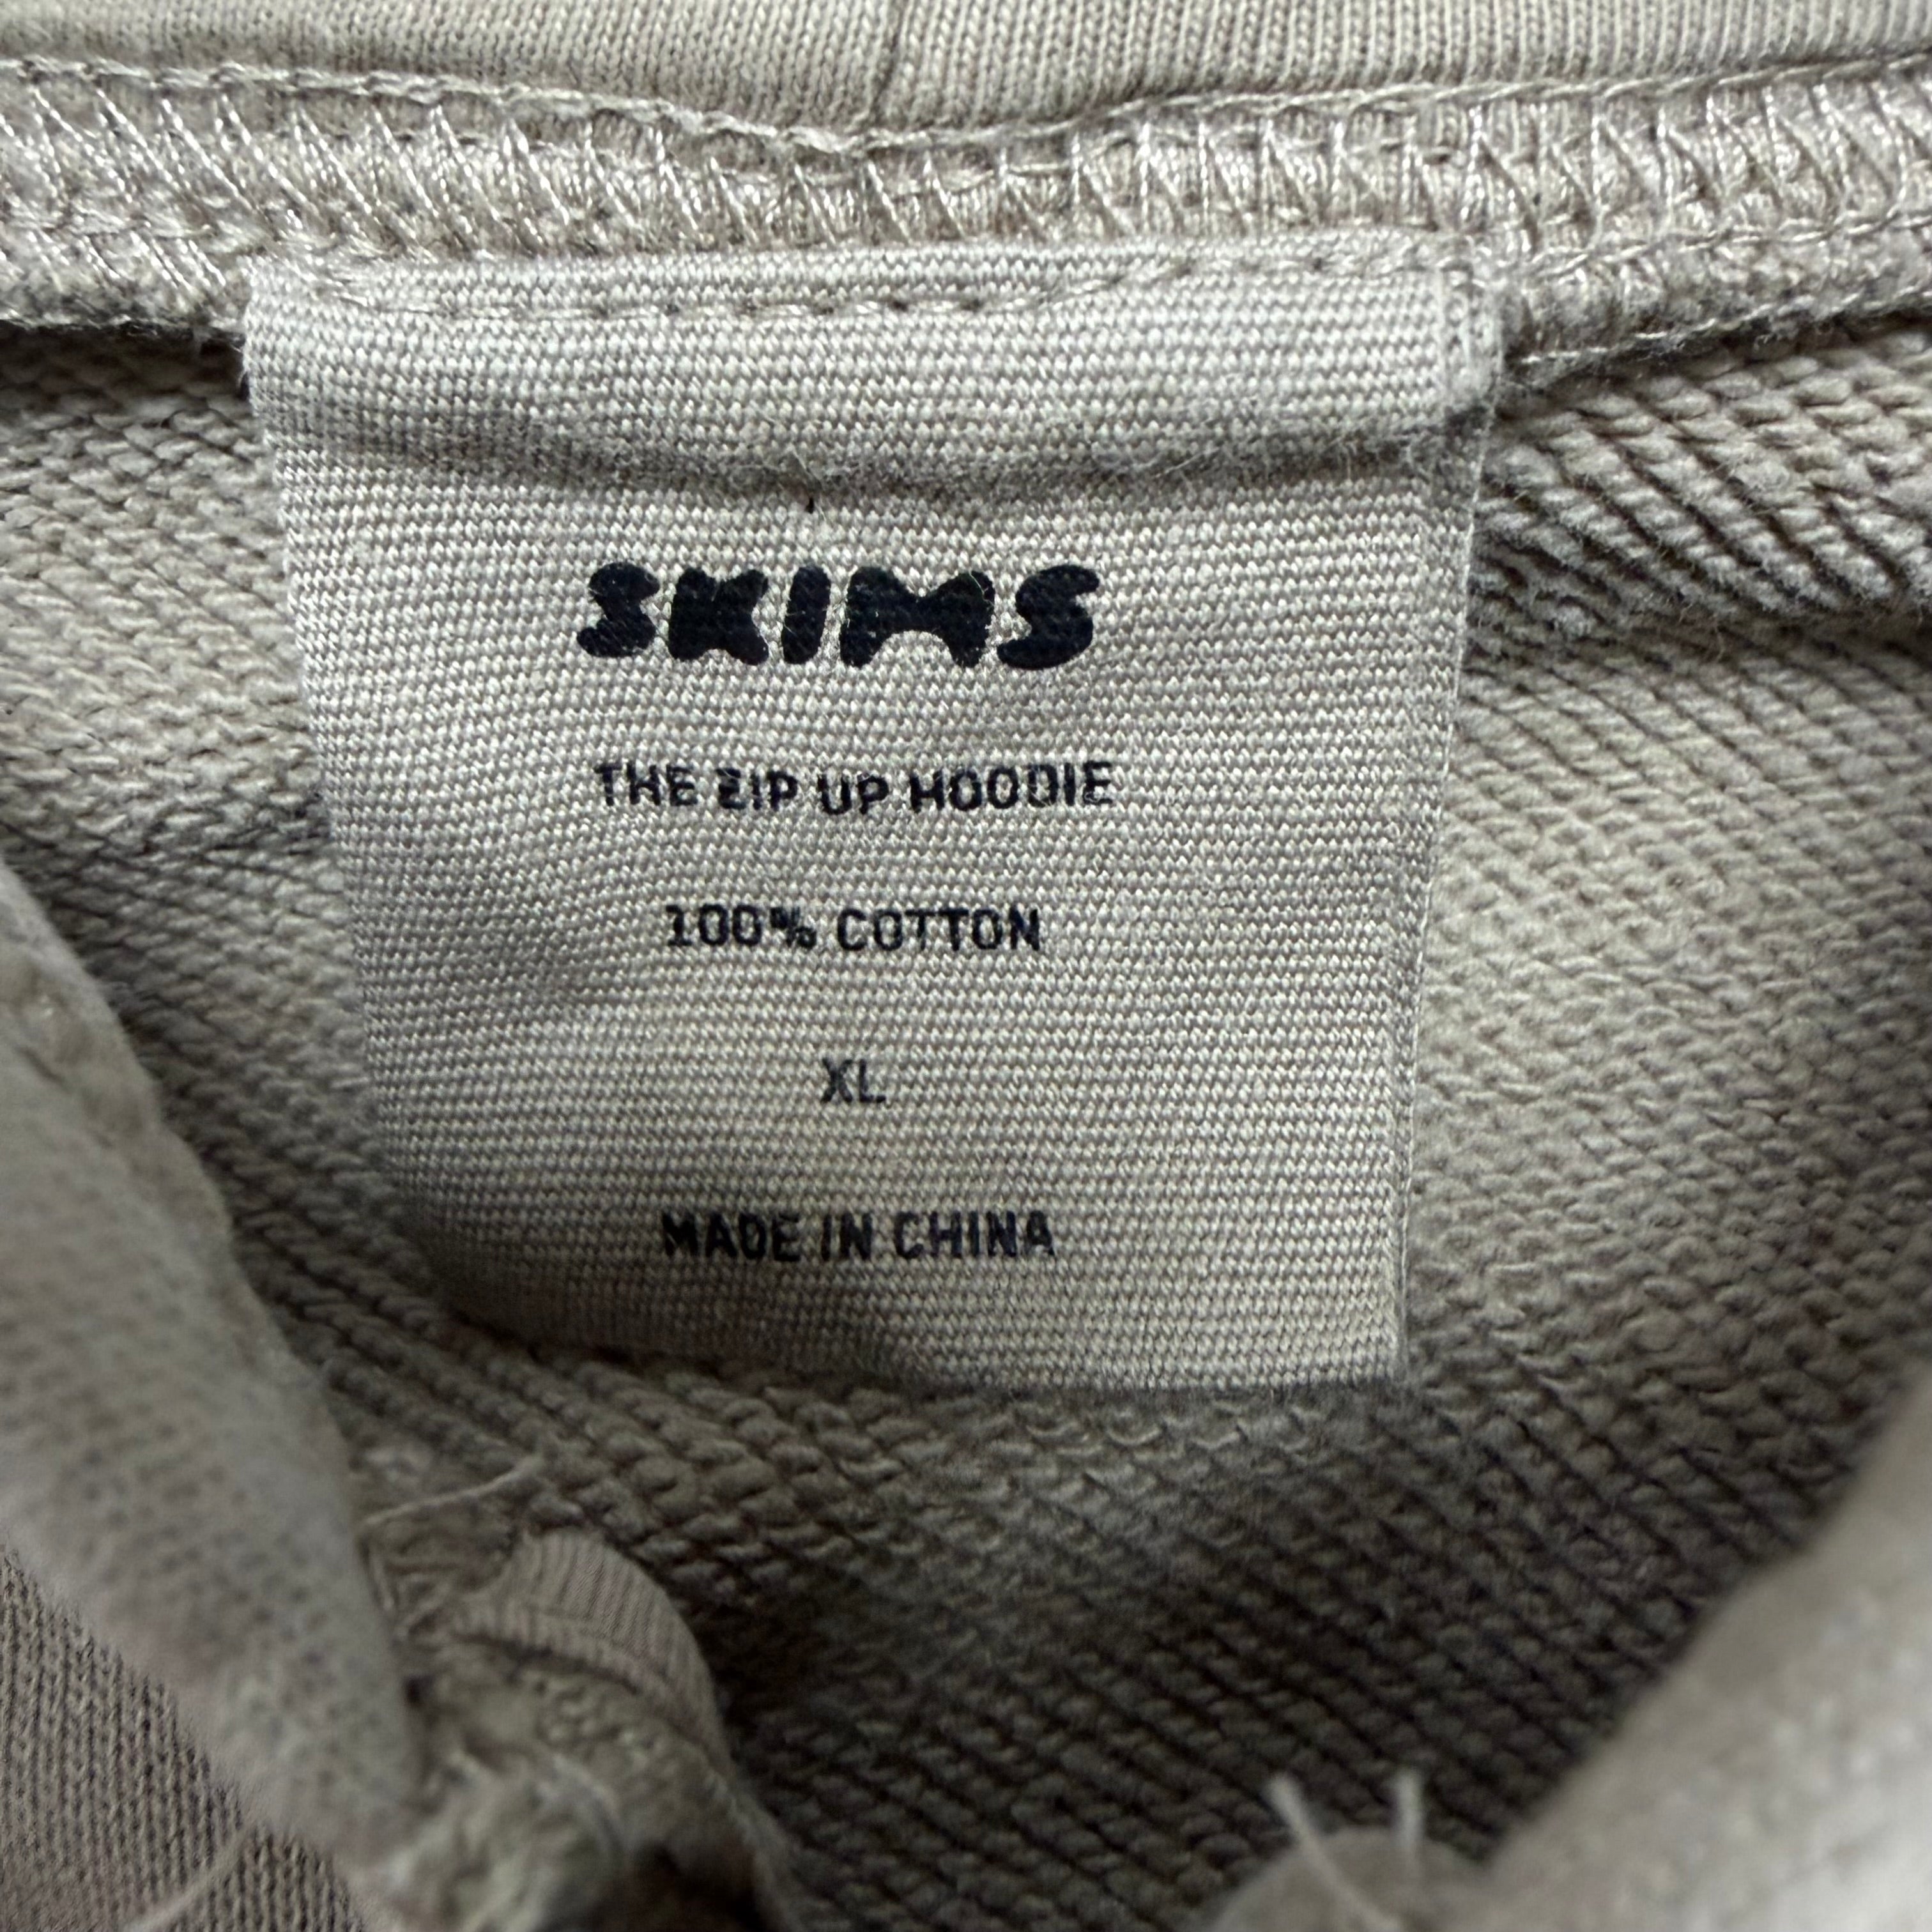 SKIMS
THE ZIP UP HOODIE
100% COTTON
XL
MADE IN CHINA